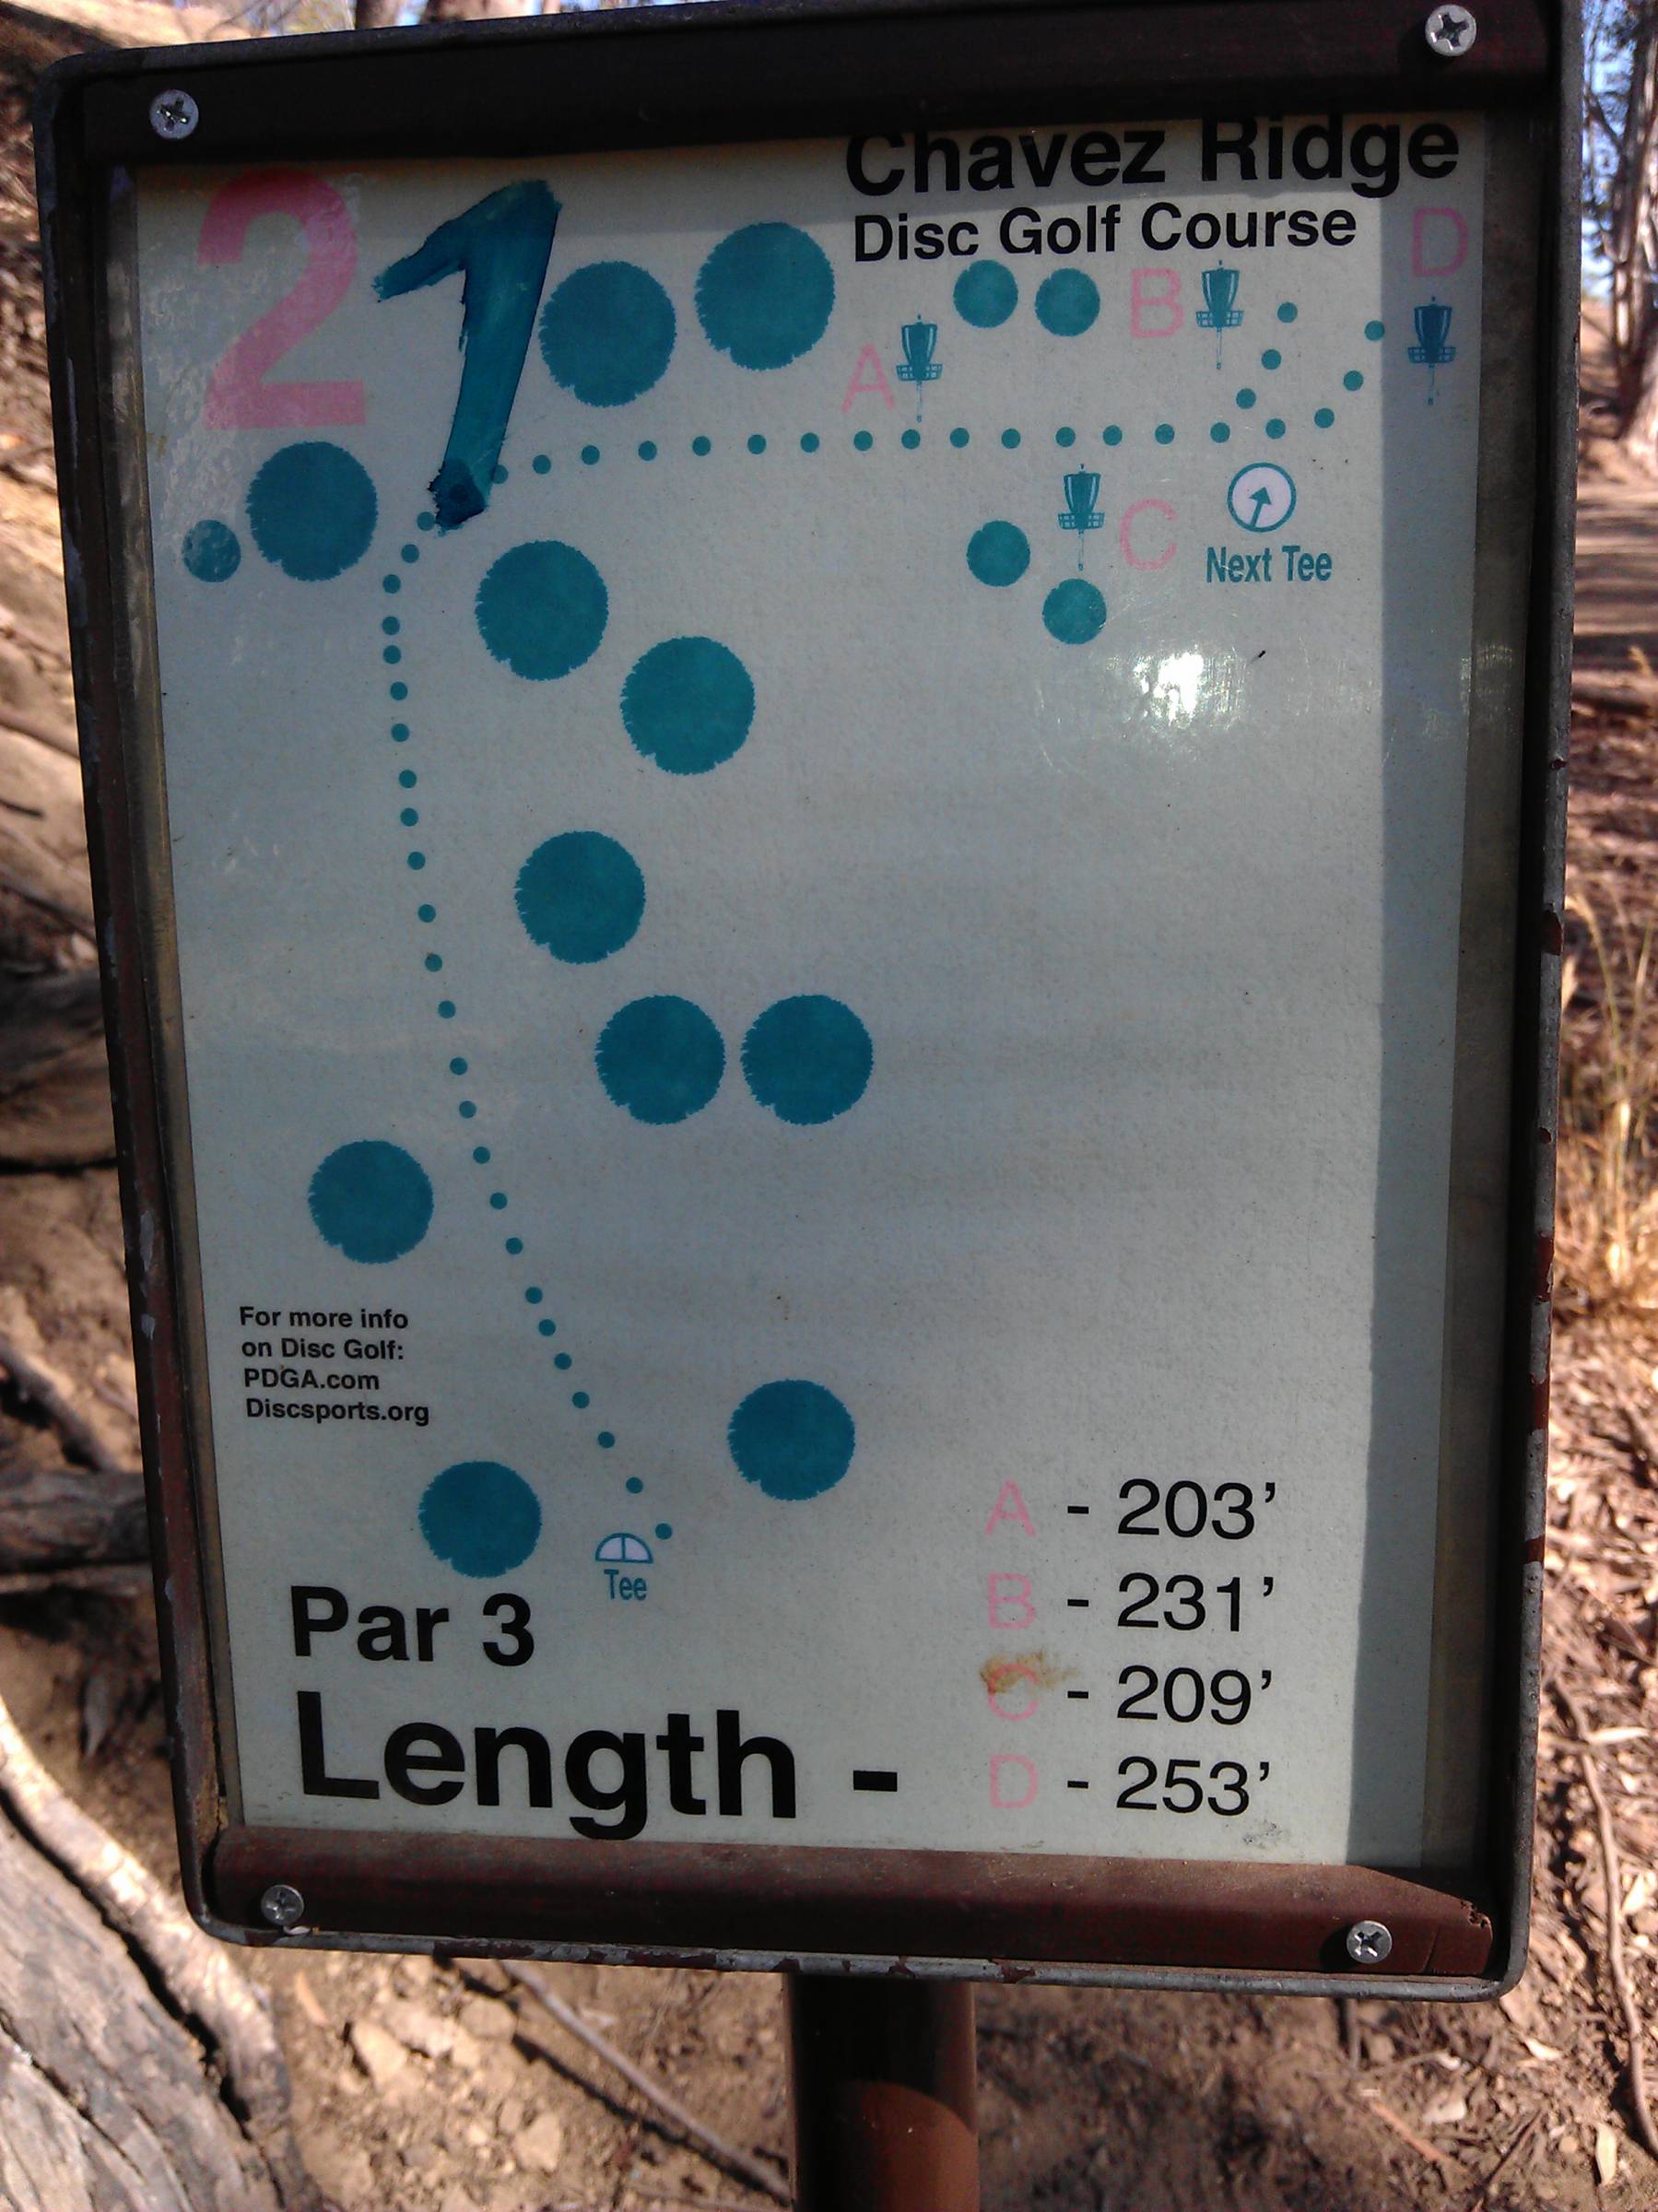 Chavez Ridge
Disc Golf Course
21
D
B
A
C
Next Tee
For more info
on Disc Golf:
PDGA.com
Discsports.org
Tee
Par 3
Length -
A - 203’
B - 231’
C - 209’
D - 253’